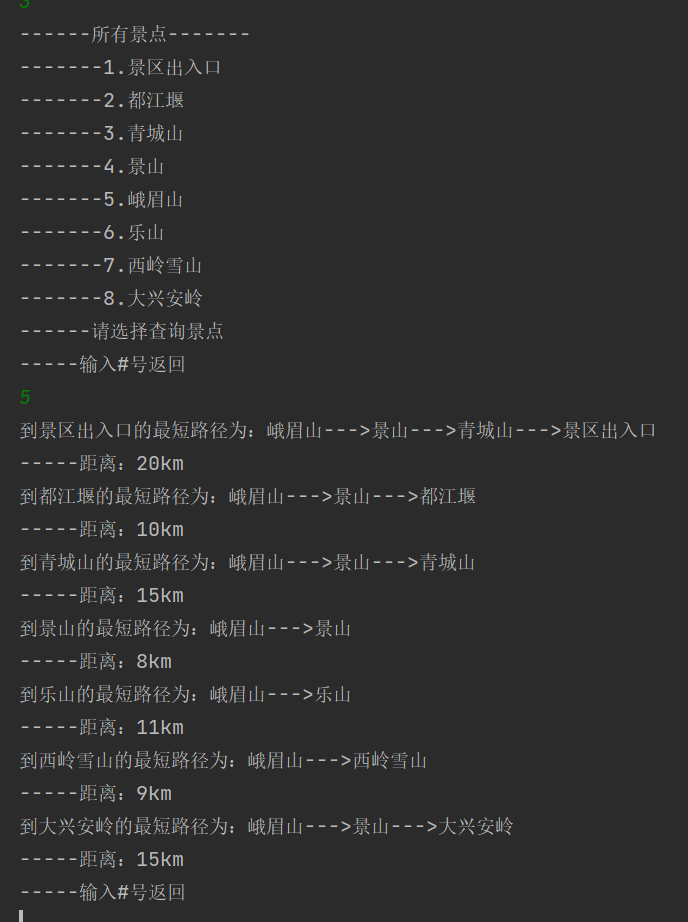 3
------所有景点-------
-------1.景区出入口
-------2.都江堰
-------3.青城山
-------4.景山
-------5.峨眉山
-------6.乐山
-------7.西岭雪山
-------8.大兴安岭
------请选择查询景点
-----输入#号返回
5
到景区出入口的最短路径为：峨眉山--->景山--->青城山--->景区出入口
-----距离：20km
到都江堰的最短路径为：峨眉山--->景山--->都江堰
-----距离：10km
到青城山的最短路径为：峨眉山--->景山--->青城山
-----距离：15km
到景山的最短路径为：峨眉山--->景山
-----距离：8km
到乐山的最短路径为：峨眉山--->乐山
-----距离：11km
到西岭雪山的最短路径为：峨眉山--->西岭雪山
-----距离：9km
到大兴安岭的最短路径为：峨眉山--->景山--->大兴安岭
-----距离：15km
-----输入#号返回